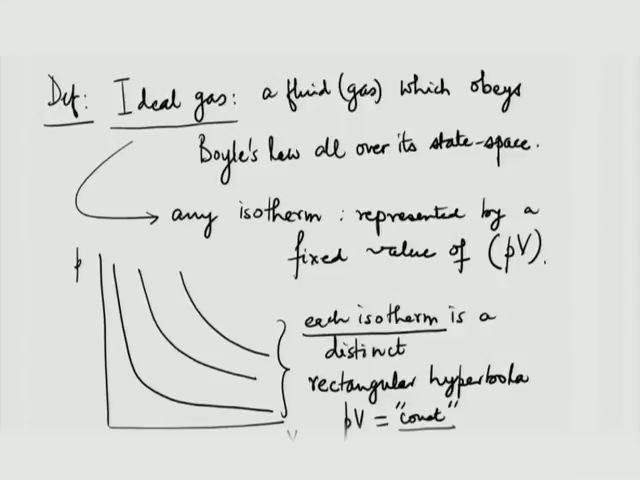 Def: Ideal gas: a fluid (gas) which obeys
Boyle's Law all over its state-space.
any isotherm : represented by a
fixed value of (pV).
p
each isotherm is a
distinct
rectangular hyperbola
pV = "const"
V